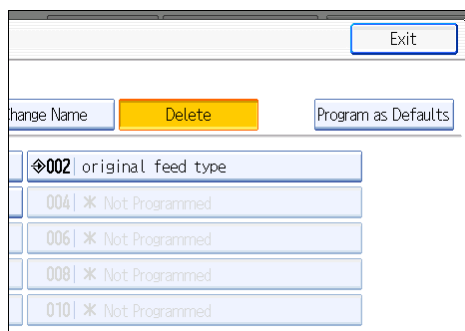 Exit
hange Name Delete Program as Defaults
002 original feed type
004 * Not Programmed
006 * Not Programmed
008 * Not Programmed
010 * Not Programmed